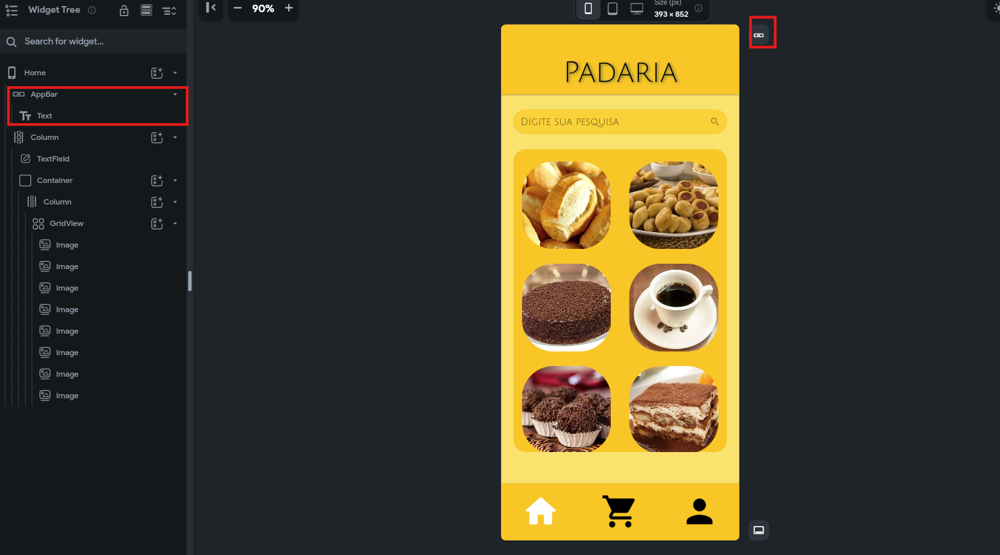 Widget Tree
90%
Size (px)
393 × 852
Search for widget...
Home
AppBar
Text
Column
TextField
Container
Column
GridView
Image
Image
Image
Image
Image
Image
Image
Image
PADARIA
DIGITE SUA PESQUISA